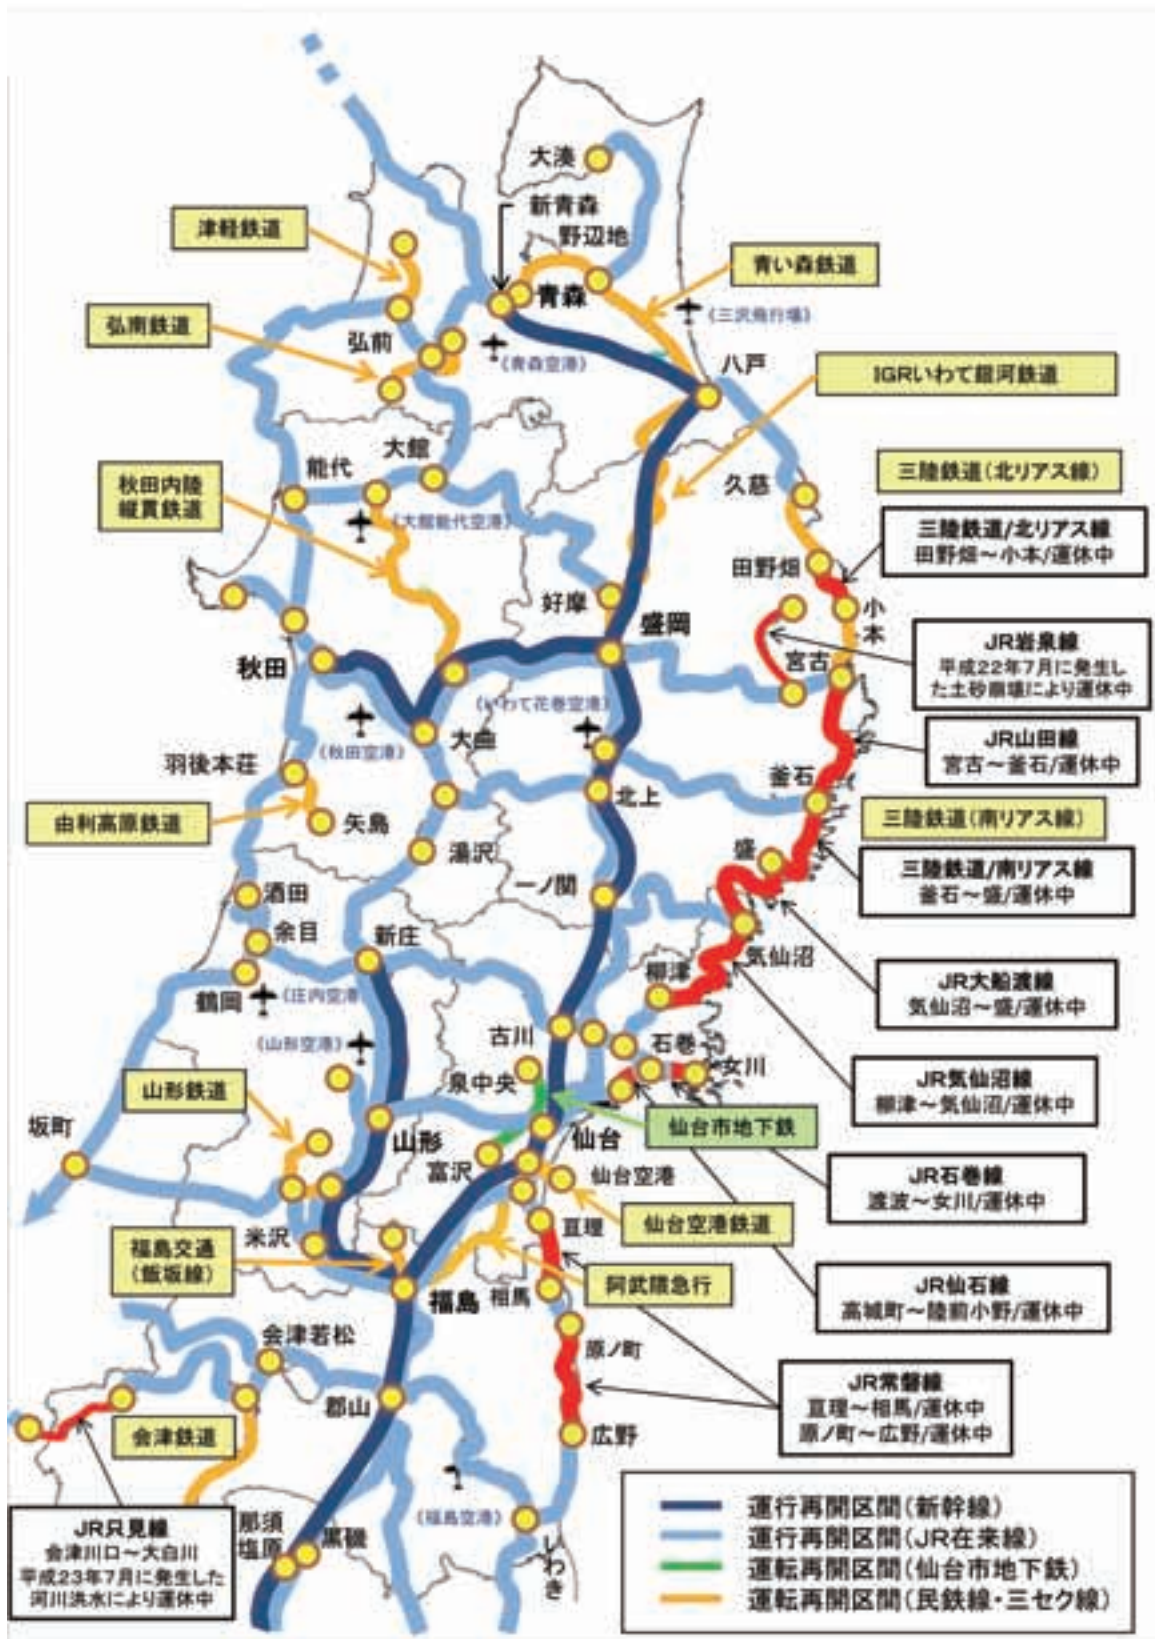 大湊
新青森
野辺地
津軽鉄道
青い森鉄道
青森
《三沢飛行場》
弘南鉄道
弘前
《青森空港》
八戸
IGRいわて銀河鉄道
大館
能代
久慈
三陸鉄道(北リアス線)
秋田内陸
縦貫鉄道
《大館能代空港》
三陸鉄道/北リアス線
田野畑～小本/運休中
田野畑
好摩
小本
盛岡
JR岩泉線
平成22年7月に発生し
た土砂崩壊により運休中
秋田
宮古
《いわて花巻空港》
JR山田線
宮古～釜石/運休中
《秋田空港》
大曲
羽後本荘
釜石
北上
三陸鉄道(南リアス線)
由利高原鉄道
矢島
湯沢
盛
三陸鉄道/南リアス線
釜石～盛/運休中
一ノ関
酒田
余目
新庄
気仙沼
柳津
JR大船渡線
気仙沼～盛/運休中
鶴岡
《庄内空港
古川
石巻
《山形空港》
女川
泉中央
JR気仙沼線
柳津～気仙沼/運休中
山形鉄道
坂町
山形
仙台
仙台市地下鉄
富沢
仙台空港
JR石巻線
渡波～女川/運休中
亘理
仙台空港鉄道
米沢
福島交通
(飯坂線)
福島
相馬
阿武隈急行
JR仙石線
高城町～陸前小野/運休中
会津若松
原ノ町
JR常磐線
亘理～相馬/運休中
原ノ町～広野/運休中
郡山
広野
会津鉄道
運行再開区間(新幹線)
運行再開区間(JR在来線)
運転再開区間(仙台市地下鉄)
運転再開区間(民鉄線・三セク線)
《福島空港》
いわき
那須
塩原
黒磯
JR只見線
会津川口～大白川
平成23年7月に発生した
河川洪水により運休中